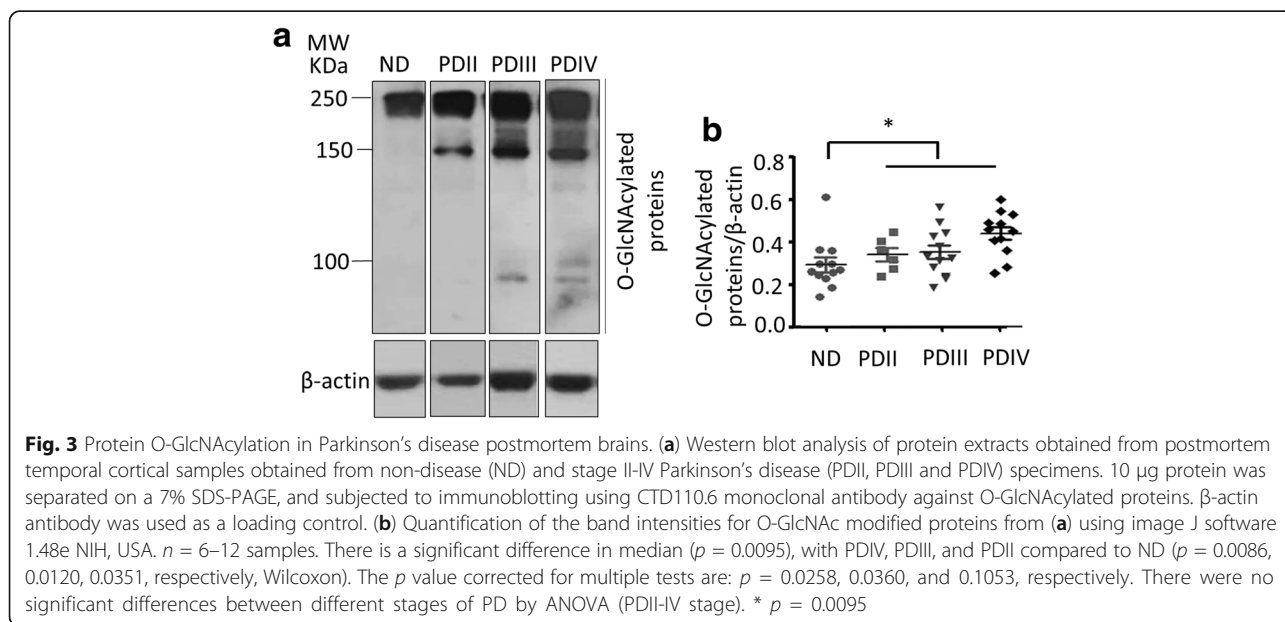 a
MW
KDa
ND PDII PDIII PDIV
250
150
100
O-GlcNAcylated
proteins
β-actin
b
*
O-GlcNAcylated
proteins/β-actin
0.8
0.6
0.4
0.2
0.0
ND PDII PDIII PDIV
Fig. 3 Protein O-GlcNAcylation in Parkinson's disease postmortem brains. (a) Western blot analysis of protein extracts obtained from postmortem
temporal cortical samples obtained from non-disease (ND) and stage II-IV Parkinson's disease (PDII, PDIII and PDIV) specimens. 10 μg protein was
separated on a 7% SDS-PAGE, and subjected to immunoblotting using CTD110.6 monoclonal antibody against O-GlcNAcylated proteins. β-actin
antibody was used as a loading control. (b) Quantification of the band intensities for O-GlcNAc modified proteins from (a) using image J software
1.48e NIH, USA. n = 6–12 samples. There is a significant difference in median (p = 0.0095), with PDIV, PDIII, and PDII compared to ND (p = 0.0086,
0.0120, 0.0351, respectively, Wilcoxon). The p value corrected for multiple tests are: p = 0.0258, 0.0360, and 0.1053, respectively. There were no
significant differences between different stages of PD by ANOVA (PDII-IV stage). * p = 0.0095